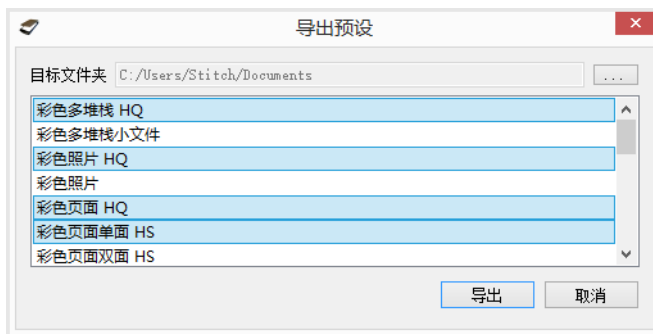 导出预设
目标文件夹 C:/Users/Stitch/Documents ...
彩色多堆栈 HQ
彩色多堆栈小文件
彩色照片 HQ
彩色照片
彩色页面 HQ
彩色页面单面 HS
彩色页面双面 HS
导出 取消